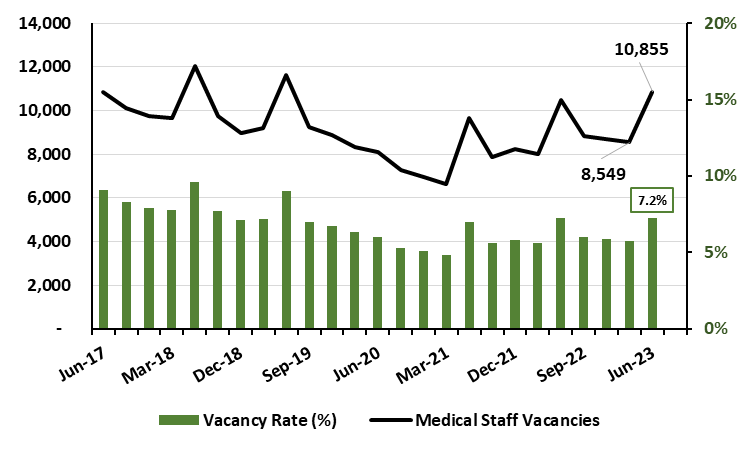 14,000
12,000
10,000
8,000
6,000
4,000
2,000
-
20%
15%
10%
5%
0%
10,855
8,549
7.2%
Jun-17
Mar-18
Dec-18
Sep-19
Jun-20
Mar-21
Dec-21
Sep-22
Jun-23
Vacancy Rate (%)
Medical Staff Vacancies